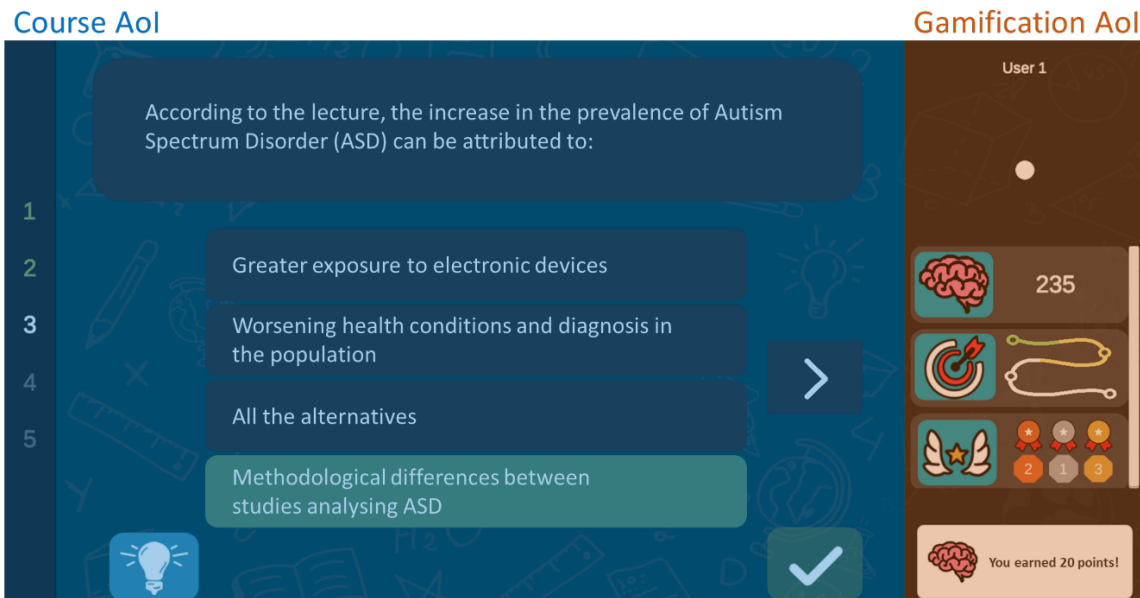 Course AoI
Gamification AoI
User 1
According to the lecture, the increase in the prevalence of Autism
Spectrum Disorder (ASD) can be attributed to:
1
2
3
4
5
Greater exposure to electronic devices
Worsening health conditions and diagnosis in
the population
All the alternatives
Methodological differences between
studies analysing ASD
235
2
1
3
You earned 20 points!
H2O